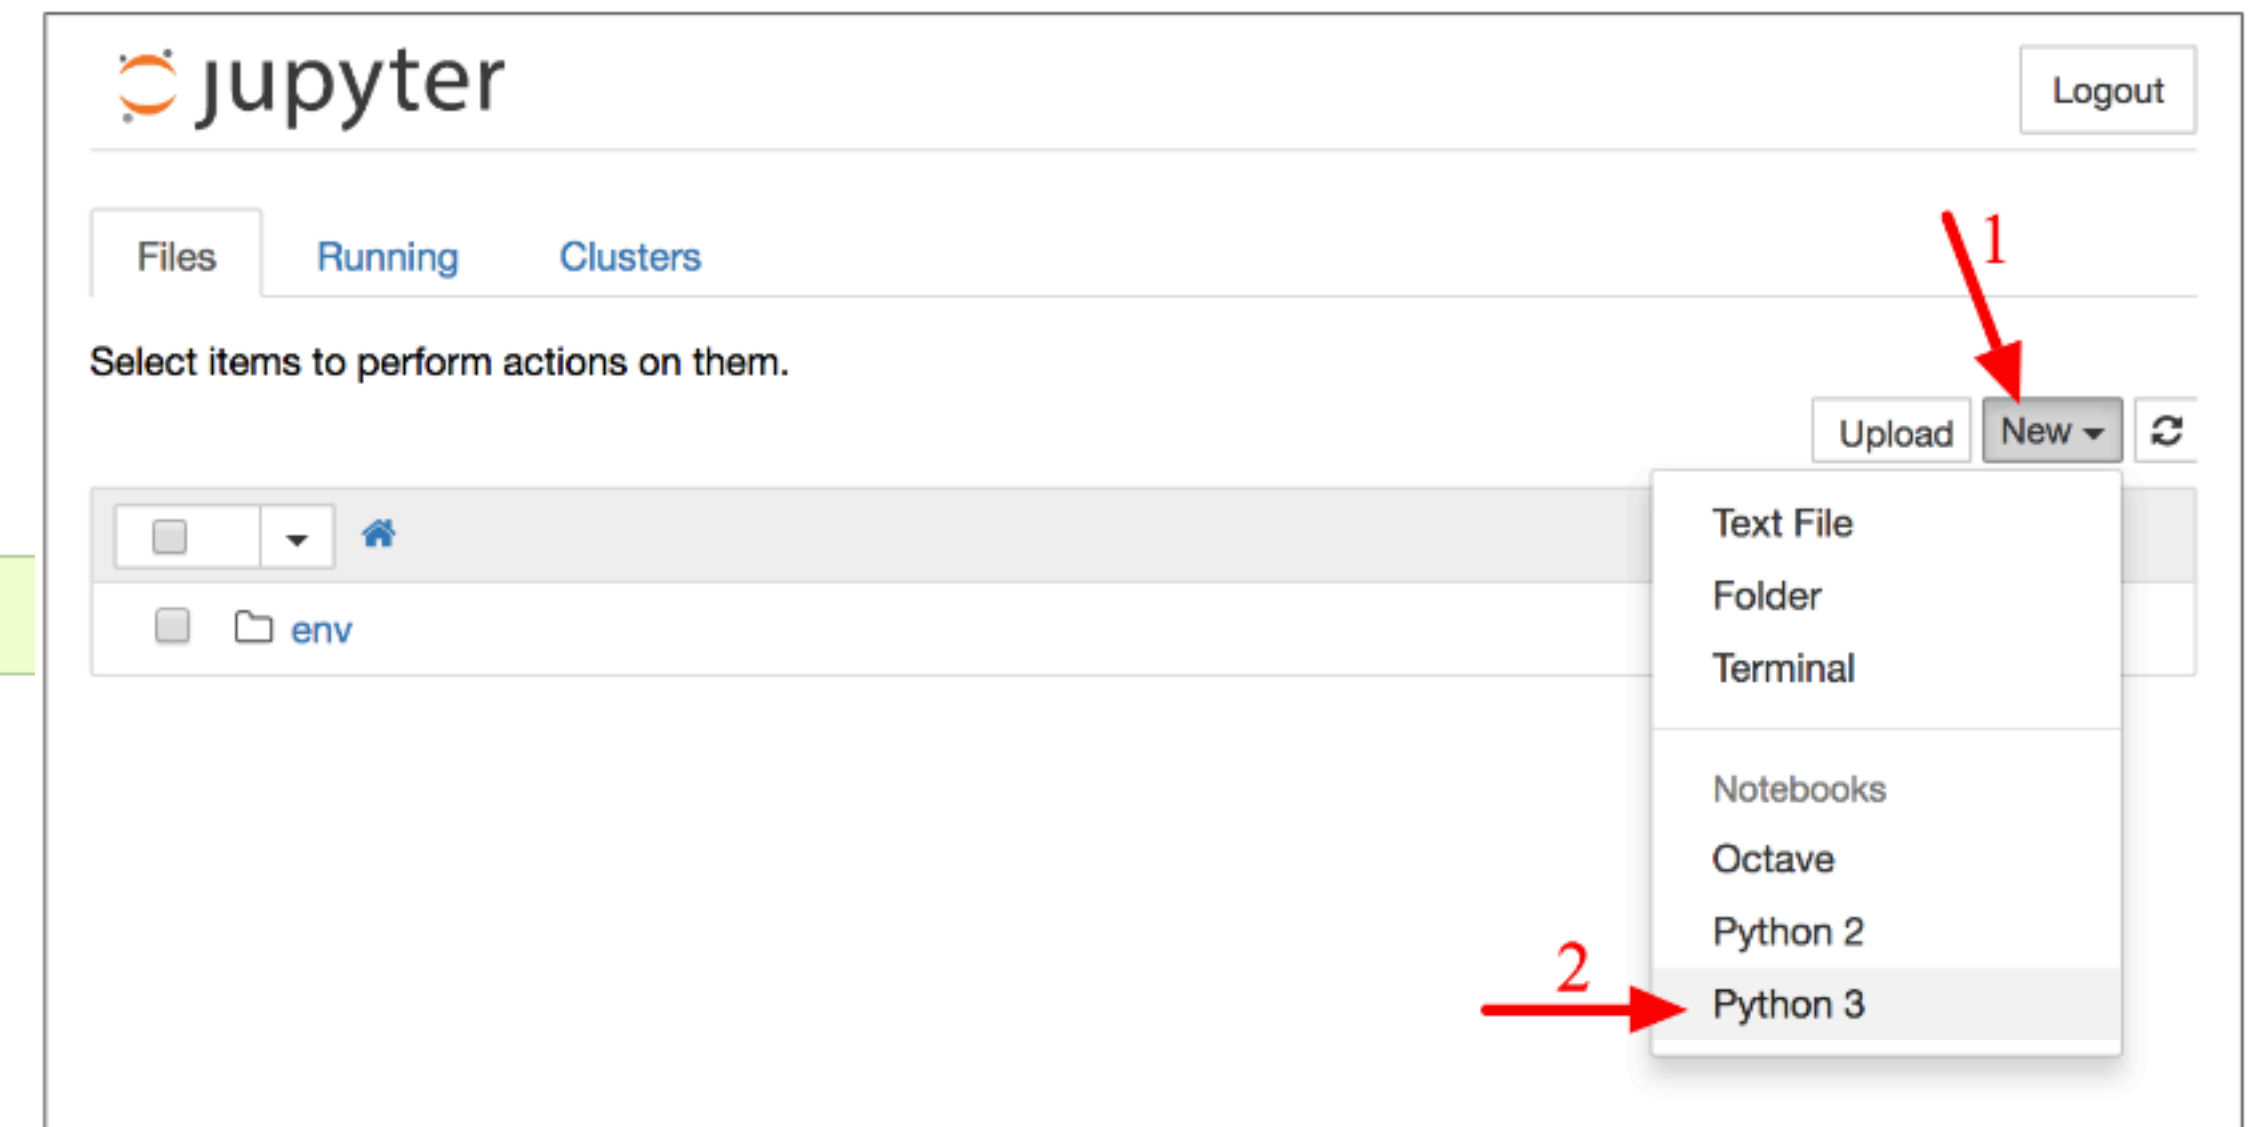 jupyter
Logout
Files Running Clusters
1
Select items to perform actions on them.
Upload New
env
Text File
Folder
Terminal
Notebooks
Octave
Python 2
2
Python 3